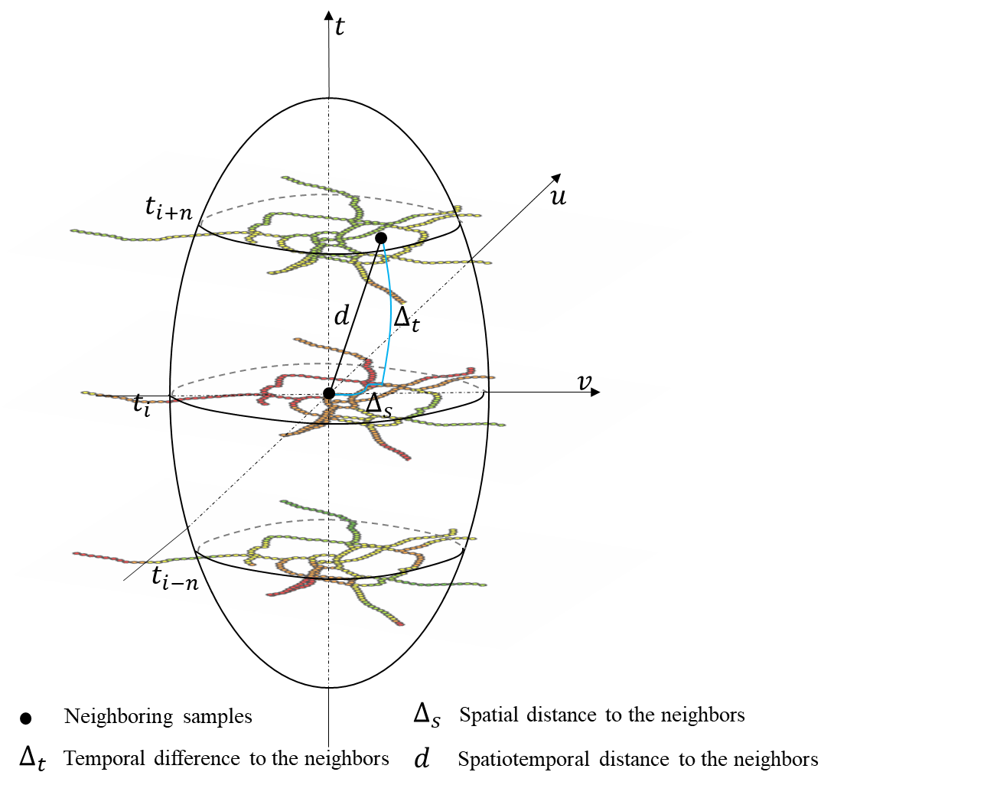 t
u
t_{i+n}
d
Δ_t
v
t_i
Δ_s
t_{i−n}
● Neighboring samples
Δ_s Spatial distance to the neighbors
Δ_t Temporal difference to the neighbors
d Spatiotemporal distance to the neighbors